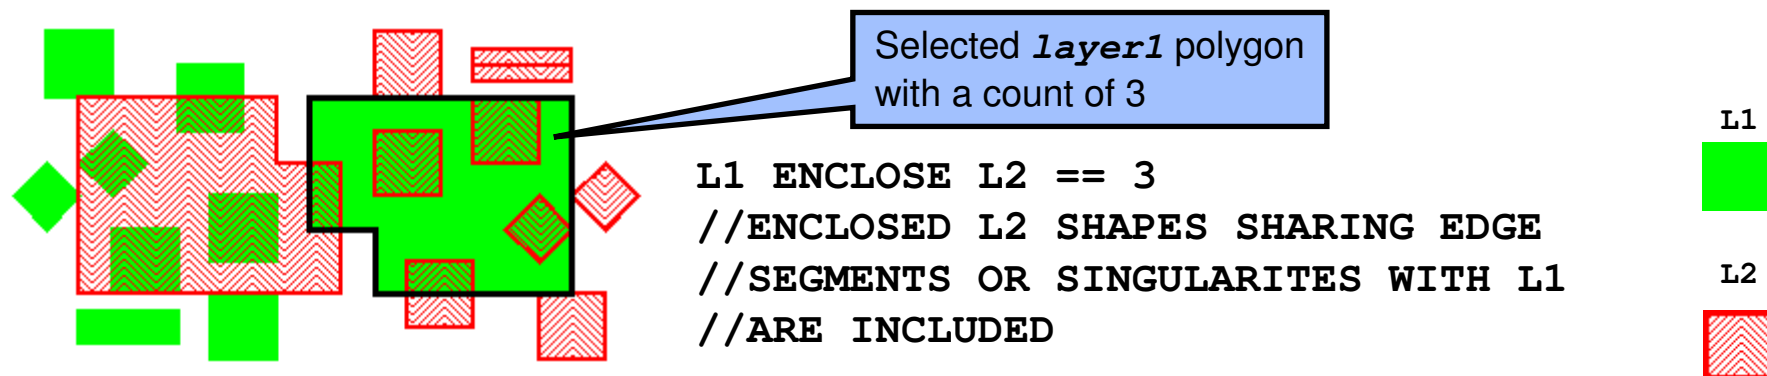 Selected layer1 polygon
with a count of 3
L1 ENCLOSE L2 == 3
//ENCLOSED L2 SHAPES SHARING EDGE
//SEGMENTS OR SINGULARITES WITH L1
//ARE INCLUDED
L1
L2